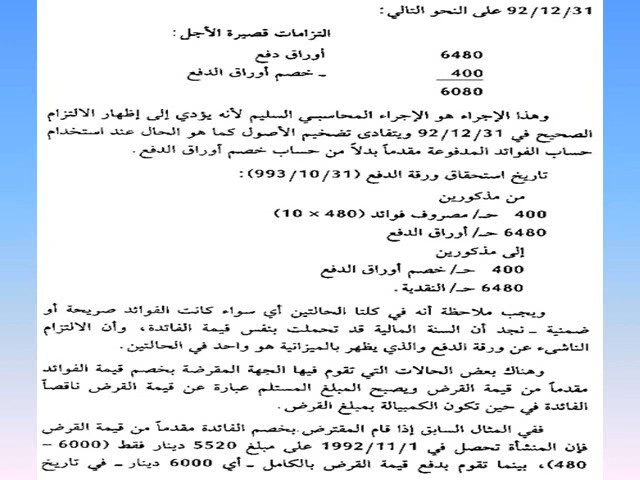 92/12/31 على النحو التالي:
التزامات قصيرة الأجل:
6480 أوراق دفع
400 ـ خصم أوراق الدفع
6080
وهذا الإجراء هو الإجراء المحاسبي السليم لأنه يؤدي إلى إظهار الالتزام
الصحيح في 92/12/31 ويتفادى تضخيم الأصول كما هو الحال عند استخدام
حساب الفوائد المدفوعة مقدماً بدلاً من حساب خصم أوراق الدفع.
تاريخ استحقاق ورقة الدفع (993/10/31):
من مذكورين
400 حـ/ مصروف فوائد (480 × 10)
6480 حـ/ أوراق الدفع
إلى مذكورين
400 حـ/ خصم أوراق الدفع
6480 حـ/ النقدية.
ويجب ملاحظة أنه في كلتا الحالتين أي سواء كانت الفوائد صريحة أو
ضمنية ـ نجد أن السنة المالية قد تحملت بنفس قيمة الفائدة، وأن الالتزام
الناشىء عن ورقة الدفع والذي يظهر بالميزانية هو واحد في الحالتين.
وهناك بعض الحالات التي تقوم فيها الجهة المقرضة بخصم قيمة الفوائد
مقدماً من قيمة القرض ويصبح المبلغ المستلم عبارة عن قيمة القرض ناقصاً
الفائدة في حين تكون الكمبيالة بمبلغ القرض.
ففي المثال السابق إذا قام المقترض بخصم الفائدة مقدماً من قيمة القرض
فإن المنشأة تحصل في 1992/11/1 على مبلغ 5520 دينار فقط (6000 –
480)، بينما تقوم بدفع قيمة القرض بالكامل ـ أي 6000 دينار ـ في تاريخ